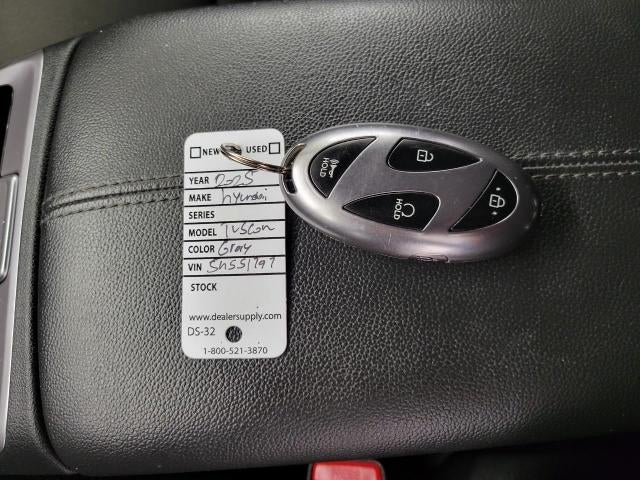 NEW USED
YEAR 2025
MAKE hyundai
SERIES
MODEL Tuscon
COLOR Gray
VIN SH551797
STOCK
www.dealersupply.com
DS-32
1-800-521-3870
HOLD
HOLD